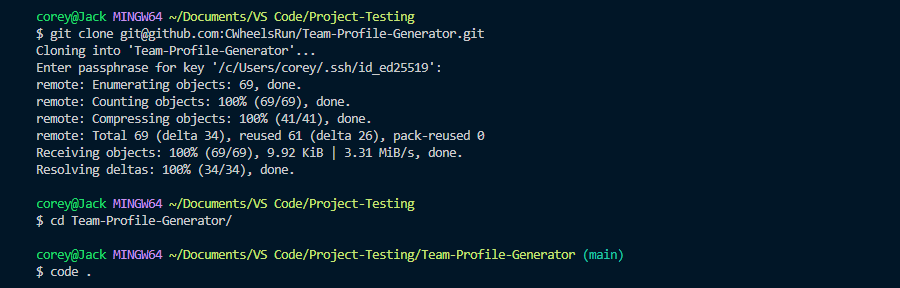 corey@Jack MINGW64 ~/Documents/VS Code/Project-Testing
$ git clone git@github.com:CWheelsRun/Team-Profile-Generator.git
Cloning into 'Team-Profile-Generator'...
Enter passphrase for key '/c/Users/corey/.ssh/id_ed25519':
remote: Enumerating objects: 69, done.
remote: Counting objects: 100% (69/69), done.
remote: Compressing objects: 100% (41/41), done.
remote: Total 69 (delta 34), reused 61 (delta 26), pack-reused 0
Receiving objects: 100% (69/69), 9.92 KiB | 3.31 MiB/s, done.
Resolving deltas: 100% (34/34), done.
corey@Jack MINGW64 ~/Documents/VS Code/Project-Testing
$ cd Team-Profile-Generator/
corey@Jack MINGW64 ~/Documents/VS Code/Project-Testing/Team-Profile-Generator (main)
$ code .